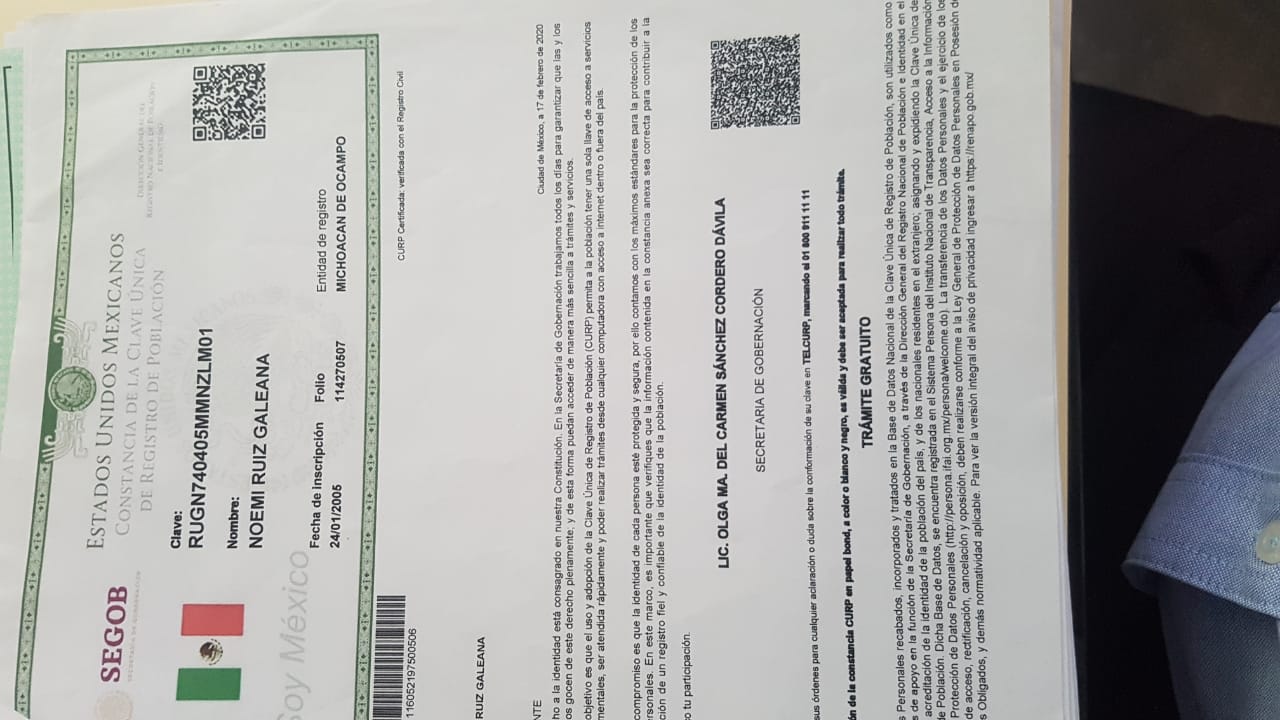 SEGOB
SECRETARÍA DE GOBERNACIÓN
ESTADOS UNIDOS MEXICANOS
CONSTANCIA DE LA CLAVE ÚNICA
DE REGISTRO DE POBLACIÓN
DIRECCIÓN GENERAL DEL
REGISTRO NACIONAL DE POBLACIÓN
E IDENTIDAD
Soy México
Clave:
RUGN740405MMNZLM01
Nombre:
NOEMI RUIZ GALEANA
Fecha de Inscripción Folio Entidad de registro
24/01/2005 114270507 MICHOACAN DE OCAMPO
116052197500506
CURP Certificada: verificada con el Registro Civil
RUIZ GALEANA
Ciudad de México, a 17 de febrero de 2020
NTE
ho a la identidad está consagrado en nuestra Constitución. En la Secretaría de Gobernación trabajamos todos los días para garantizar que las y los
os gocen de este derecho plenamente; y de esta forma puedan acceder de manera más sencilla a trámites y servicios.
objetivo es que el uso y adopción de la Clave Única de Registro de Población (CURP) permita a la población tener una sola llave de acceso a servicios
mentales, ser atendida rápidamente y poder realizar trámites desde cualquier computadora con acceso a internet dentro o fuera del país.
compromiso es que la identidad de cada persona esté protegida y segura, por ello contamos con los máximos estándares para la protección de los
ersonales. En este marco, es importante que verifiques que la información contenida en la constancia anexa sea correcta para contribuir a la
ción de un registro fiel y confiable de la identidad de la población.
o tu participación.
LIC. OLGA MA. DEL CARMEN SÁNCHEZ CORDERO DÁVILA
SECRETARIA DE GOBERNACIÓN
sus órdenes para cualquier aclaración o duda sobre la conformación de su clave en TELCURP, marcando el 01 800 911 11 11
ón de la constancia CURP en papel bond, a color o blanco y negro, es válida y debe ser aceptada para realizar todo trámite.
TRÁMITE GRATUITO
s Personales recabados, incorporados y tratados en la Base de Datos Nacional de la Clave Única de Registro de Población, son utilizados como
s de apoyo en la función de la Secretaría de Gobernación, a través de la Dirección General del Registro Nacional de Población e Identidad en el
acreditación de la identidad de la población del país, y de los nacionales residentes en el extranjero; asignando y expidiendo la Clave Única de
e Población. Dicha Base de Datos, se encuentra registrada en el Sistema Persona del Instituto Nacional de Transparencia, Acceso a la Información
Protección de Datos Personales (http://persona.ifai.org.mx/persona/welcome.do). La transferencia de los Datos Personales y el ejercicio de los
de acceso, rectificación, cancelación y oposición, deben realizarse conforme a la Ley General de Protección de Datos Personales en Posesión de
s Obligados, y demás normatividad aplicable. Para ver la versión integral del aviso de privacidad ingresar a https://renapo.gob.mx/